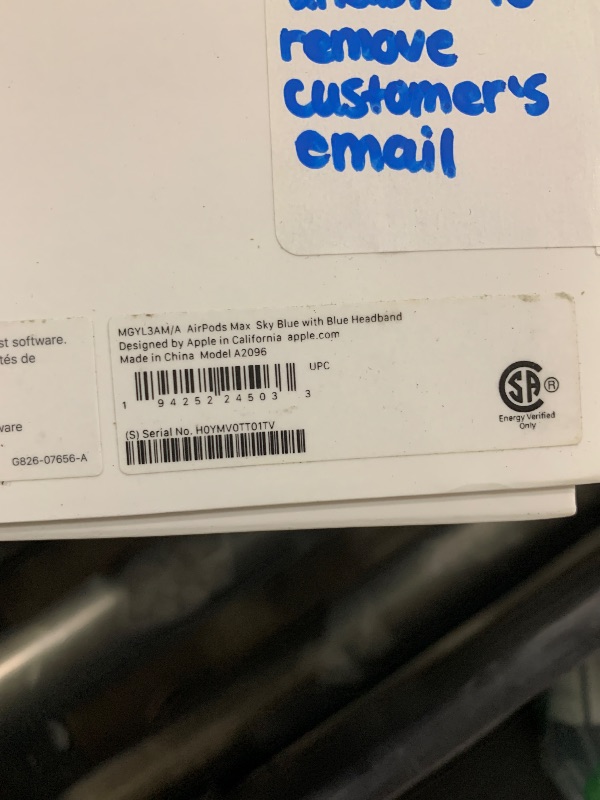 remove
customer's
email
st software.
tés de
ware
G826-07656-A
MGYL3AM/A AirPods Max Sky Blue with Blue Headband
Designed by Apple in California apple.com
Made in China Model A2096
UPC
1 94252 24503 3
(S) Serial No. H0YMV0TT01TV
SA ®
Energy Verified
Only